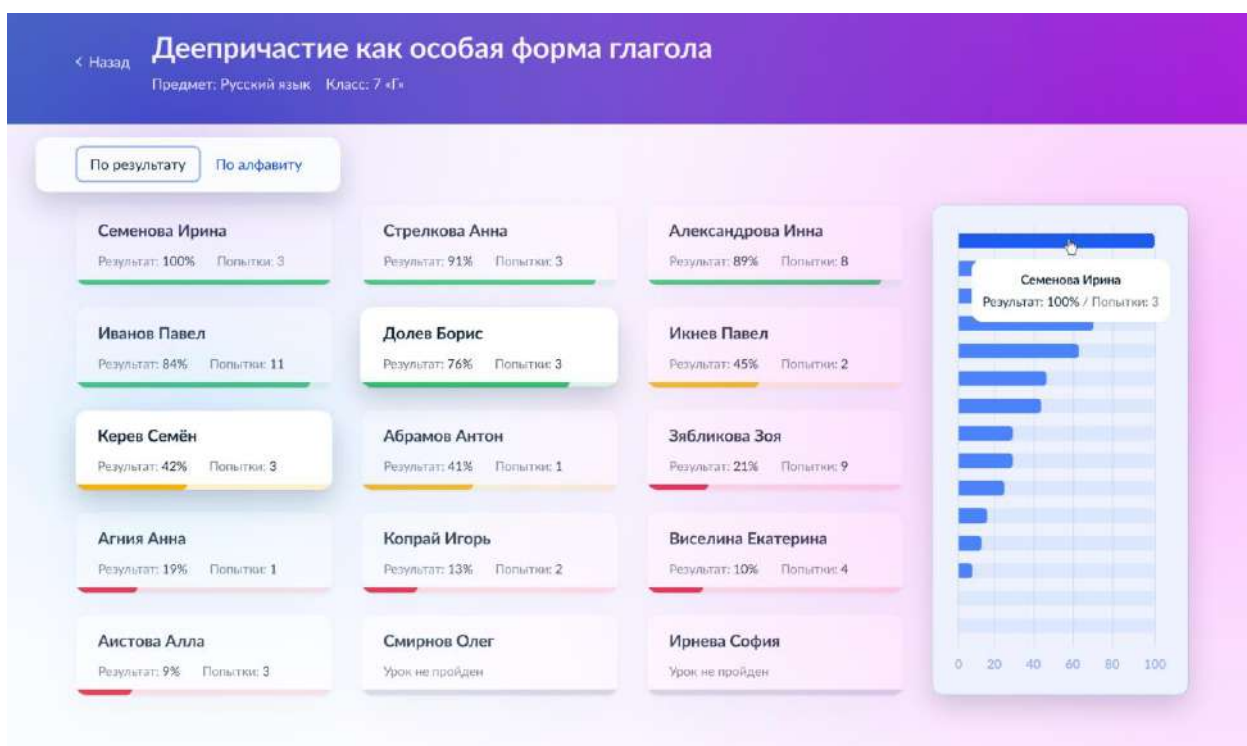 Деепричастие как особая форма глагола
< Назад
Предмет: Русский язык Класс: 7 «Г»
По результату По алфавиту
Семенова Ирина
Результат: 100% Попытки: 3
Стрелкова Анна
Результат: 91% Попытки: 3
Александрова Инна
Результат: 89% Попытки: 8
Иванов Павел
Результат: 84% Попытки: 11
Долев Борис
Результат: 76% Попытки: 3
Икнев Павел
Результат: 45% Попытки: 2
Керев Семён
Результат: 42% Попытки: 3
Абрамов Антон
Результат: 41% Попытки: 1
Зябликова Зоя
Результат: 21% Попытки: 9
Агния Анна
Результат: 19% Попытки: 1
Копрай Игорь
Результат: 13% Попытки: 2
Виселина Екатерина
Результат: 10% Попытки: 4
Аистова Алла
Результат: 9% Попытки: 3
Смирнов Олег
Урок не пройден
Ирнева София
Урок не пройден
Семенова Ирина
Результат: 100% / Попытки: 3
0 20 40 60 80 100